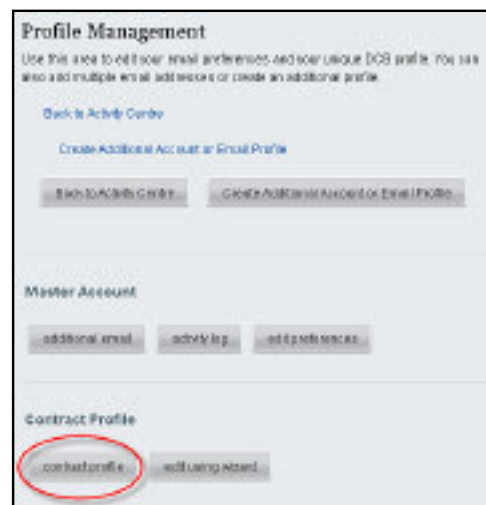 Profile Management
Use this area to edit your email preferences and your unique DCB profile. You can
also add multiple email addresses or create an additional profile.
Back to Activity Centre
Create Additional Account or Email Profile
Back to Activity Centre Create Additional Account or Email Profile
Master Account
additional email activity log edit preferences
Contract Profile
contract profile edit using wizard